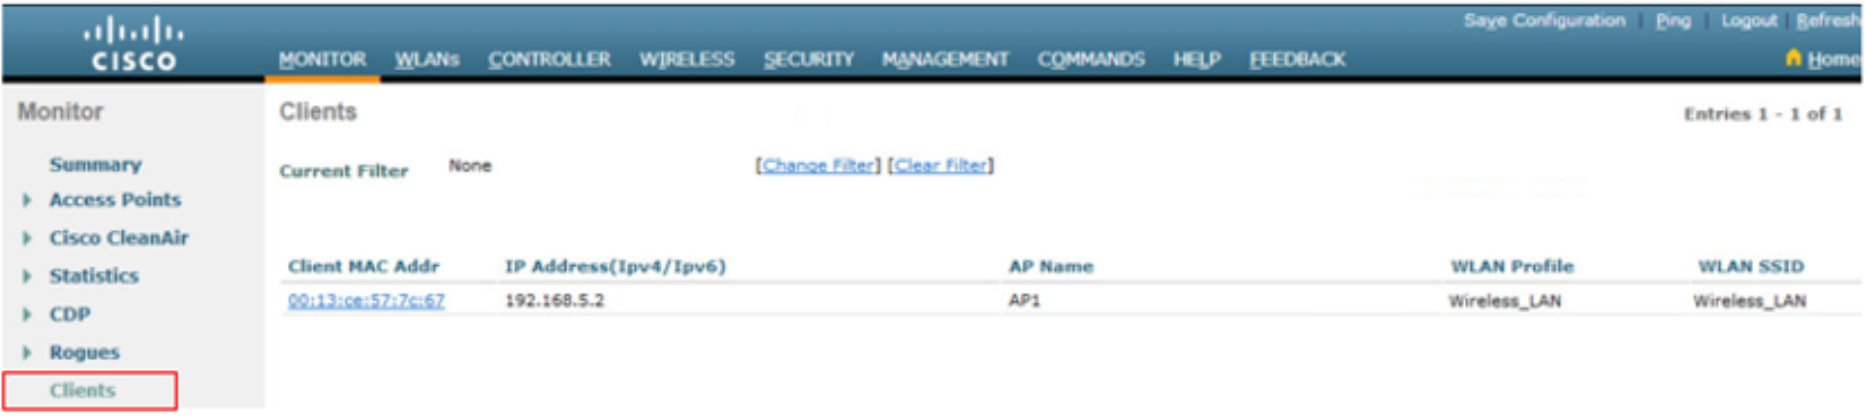 Save Configuration Ping Logout Refresh
CISCO
MONITOR WLANs CONTROLLER WIRELESS SECURITY MANAGEMENT COMMANDS HELP FEEDBACK Home
Monitor
Clients
Entries 1 - 1 of 1
Summary
Access Points
Cisco CleanAir
Statistics
CDP
Rogues
Clients
Current Filter None [Change Filter] [Clear Filter]
Client MAC Addr IP Address(Ipv4/Ipv6) AP Name WLAN Profile WLAN SSID
00:13:ce:57:7c:67 192.168.5.2 AP1 Wireless_LAN Wireless_LAN